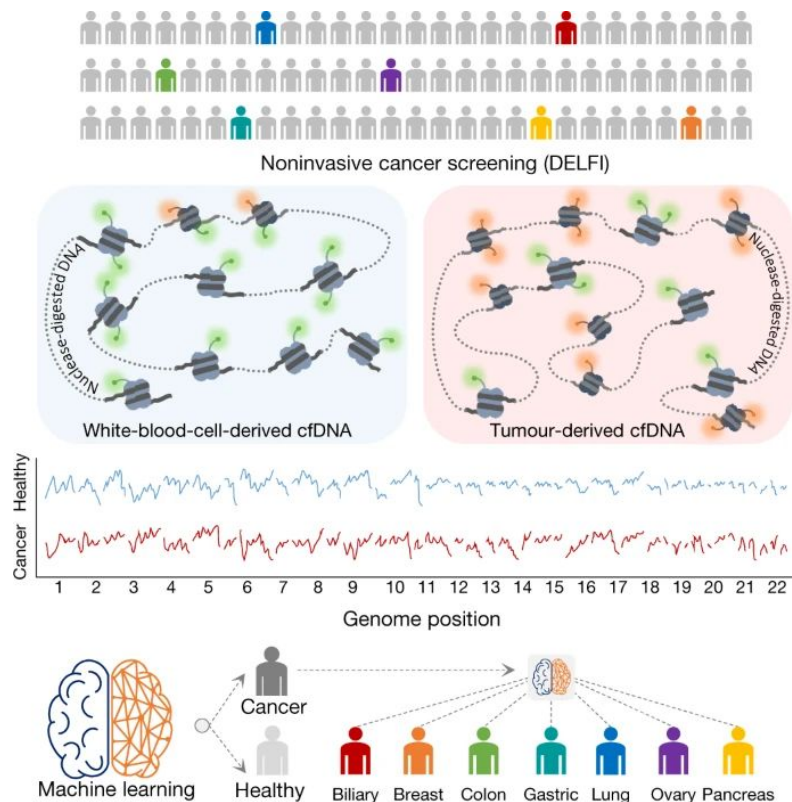 Noninvasive cancer screening (DELFI)
Nuclease-digested DNA
Nuclease-digested DNA
White-blood-cell-derived cfDNA
Tumour-derived cfDNA
Healthy
Cancer
1 2 3 4 5 6 7 8 9 10 11 12 13 14 15 16 17 18 19 20 21 22
Genome position
Cancer
Machine learning
Healthy
Biliary Breast Colon Gastric Lung Ovary Pancreas